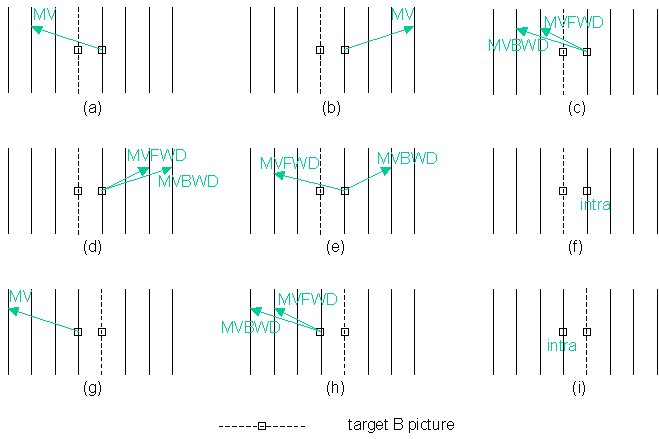 MV
MV
MVFWD
MVBWD
(a)
(b)
(c)
MVFWD
MVFWD
MVBWD
MVBWD
intra
(d)
(e)
(f)
MV
MVFWD
MVBWD
intra
(g)
(h)
(i)
target B picture